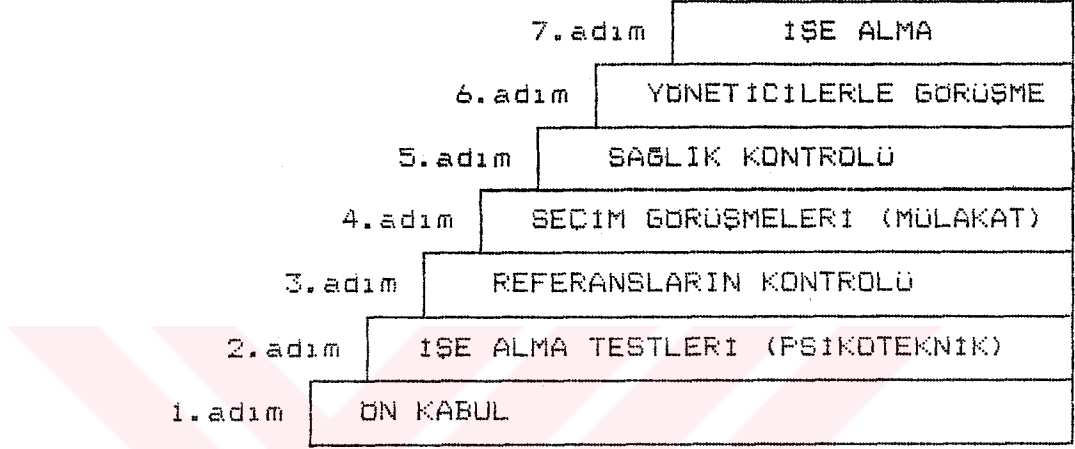 7.adım İŞE ALMA
6.adım YÖNETİCİLERLE GÖRÜŞME
5.adım SAĞLIK KONTROLÜ
4.adım SEÇİM GÖRÜŞMELERİ (MÜLAKAT)
3.adım REFERANSLARIN KONTROLÜ
2.adım İŞE ALMA TESTLERİ (PSİKOTEKNİK)
1.adım ÖN KABUL